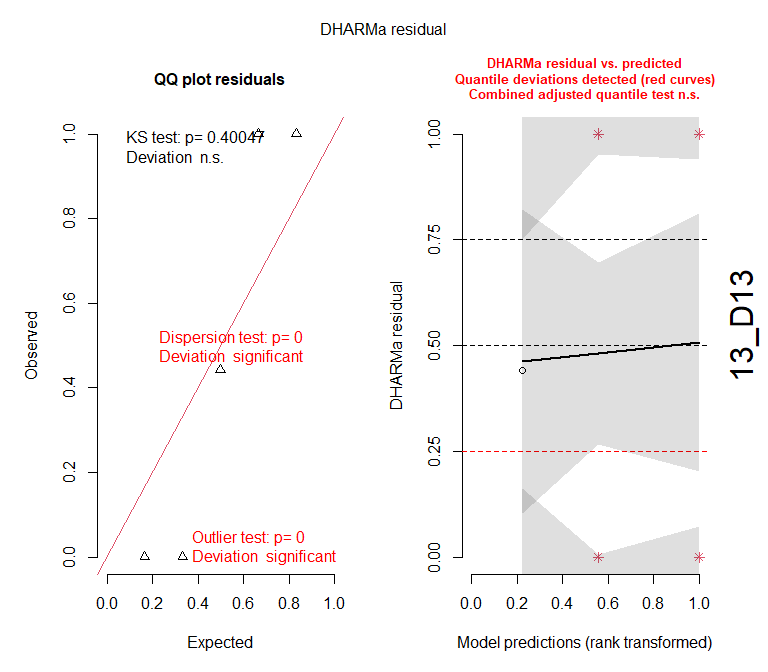 DHARMa residual
QQ plot residuals
KS test: p= 0.40047
Deviation n.s.
Dispersion test: p= 0
Deviation significant
Outlier test: p= 0
Deviation significant
Observed
0.0
0.2
0.4
0.6
0.8
1.0
0.0
0.2
0.4
0.6
0.8
1.0
Expected
DHARMa residual vs. predicted
Quantile deviations detected (red curves)
Combined adjusted quantile test n.s.
DHARMa residual
0.00
0.25
0.50
0.75
1.00
0.0
0.2
0.4
0.6
0.8
1.0
Model predictions (rank transformed)
13_D13